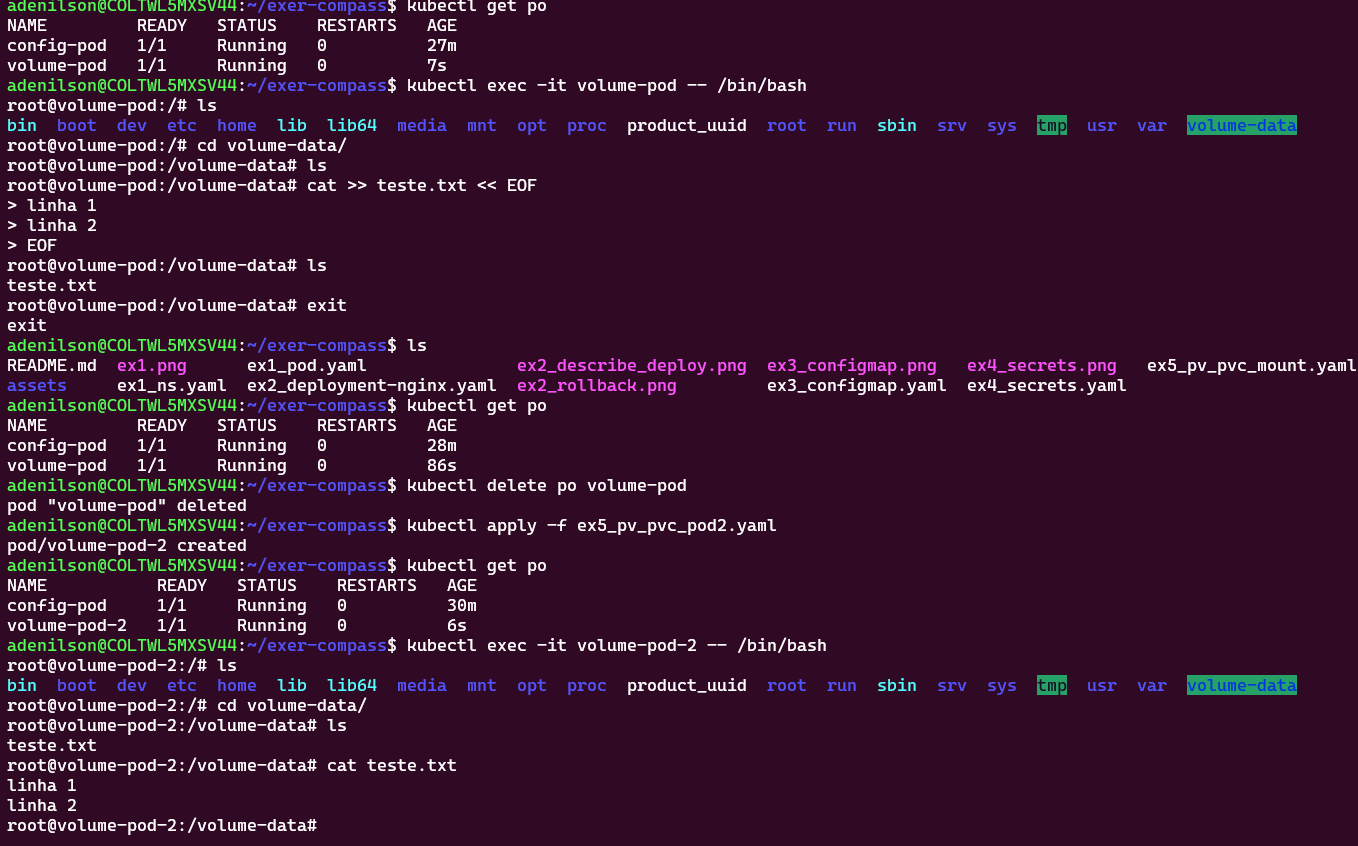 adenilson@COLTWL5MXSV44:~/exer-compass$ kubectl get po
NAME         READY   STATUS    RESTARTS   AGE
config-pod   1/1     Running   0          27m
volume-pod   1/1     Running   0          7s
adenilson@COLTWL5MXSV44:~/exer-compass$ kubectl exec -it volume-pod -- /bin/bash
root@volume-pod:/# ls
bin  boot  dev  etc  home  lib  lib64  media  mnt  opt  proc  product_uuid  root  run  sbin  srv  sys  tmp  usr  var  volume-data
root@volume-pod:/# cd volume-data/
root@volume-pod:/volume-data# ls
root@volume-pod:/volume-data# cat >> teste.txt << EOF
> linha 1
> linha 2
> EOF
root@volume-pod:/volume-data# ls
teste.txt
root@volume-pod:/volume-data# exit
exit
adenilson@COLTWL5MXSV44:~/exer-compass$ ls
README.md  ex1.png      ex1_pod.yaml               ex2_describe_deploy.png  ex3_configmap.png   ex4_secrets.png   ex5_pv_pvc_mount.yaml
assets     ex1_ns.yaml  ex2_deployment-nginx.yaml  ex2_rollback.png         ex3_configmap.yaml  ex4_secrets.yaml
adenilson@COLTWL5MXSV44:~/exer-compass$ kubectl get po
NAME         READY   STATUS    RESTARTS   AGE
config-pod   1/1     Running   0          28m
volume-pod   1/1     Running   0          86s
adenilson@COLTWL5MXSV44:~/exer-compass$ kubectl delete po volume-pod
pod "volume-pod" deleted
adenilson@COLTWL5MXSV44:~/exer-compass$ kubectl apply -f ex5_pv_pvc_pod2.yaml
pod/volume-pod-2 created
adenilson@COLTWL5MXSV44:~/exer-compass$ kubectl get po
NAME           READY   STATUS    RESTARTS   AGE
config-pod     1/1     Running   0          30m
volume-pod-2   1/1     Running   0          6s
adenilson@COLTWL5MXSV44:~/exer-compass$ kubectl exec -it volume-pod-2 -- /bin/bash
root@volume-pod-2:/# ls
bin  boot  dev  etc  home  lib  lib64  media  mnt  opt  proc  product_uuid  root  run  sbin  srv  sys  tmp  usr  var  volume-data
root@volume-pod-2:/# cd volume-data/
root@volume-pod-2:/volume-data# ls
teste.txt
root@volume-pod-2:/volume-data# cat teste.txt
linha 1
linha 2
root@volume-pod-2:/volume-data#